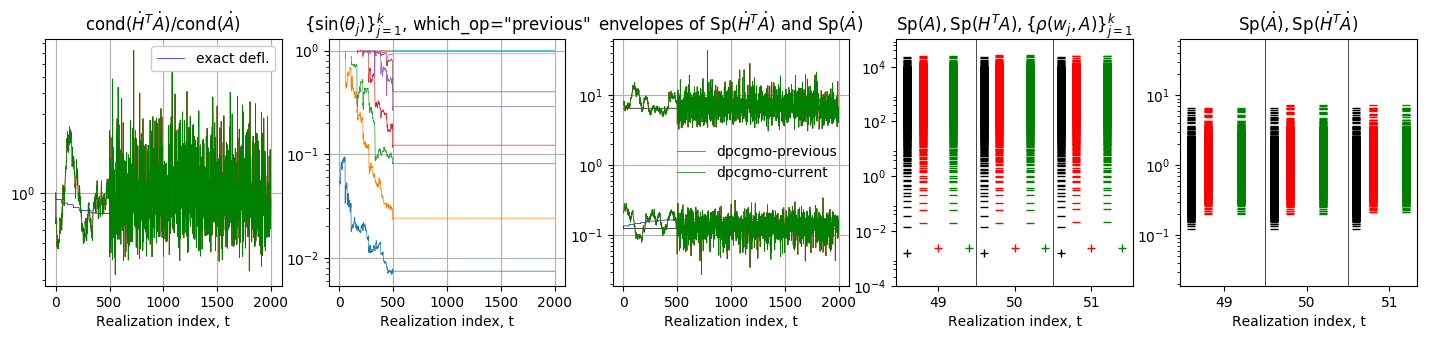 cond(Ḣ^TȦ)/cond(Ȧ)
{sin(θ_j)}_{j=1}^k, which_op="previous"
envelopes of Sp(Ḣ^TȦ) and Sp(Ȧ)
Sp(A), Sp(H^TA), {ρ(w_j, A)}_{j=1}^k
Sp(Ȧ), Sp(Ḣ^TȦ)
exact defl.
10^0
0 500 1000 1500 2000
Realization index, t
10^0
10^{-1}
10^{-2}
0 500 1000 1500 2000
Realization index, t
10^1
10^0
10^{-1}
dpcgmo-previous
dpcgmo-current
0 500 1000 1500 2000
Realization index, t
10^4
10^2
10^0
10^{-2}
10^{-4}
49 50 51
Realization index, t
10^1
10^0
10^{-1}
49 50 51
Realization index, t